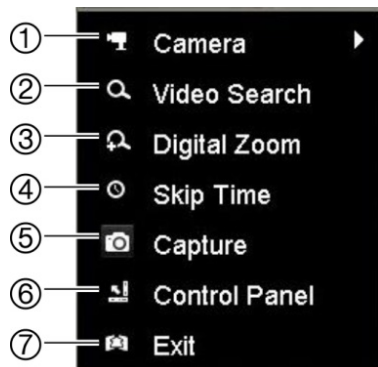 ① Camera
② Video Search
③ Digital Zoom
④ Skip Time
⑤ Capture
⑥ Control Panel
⑦ Exit